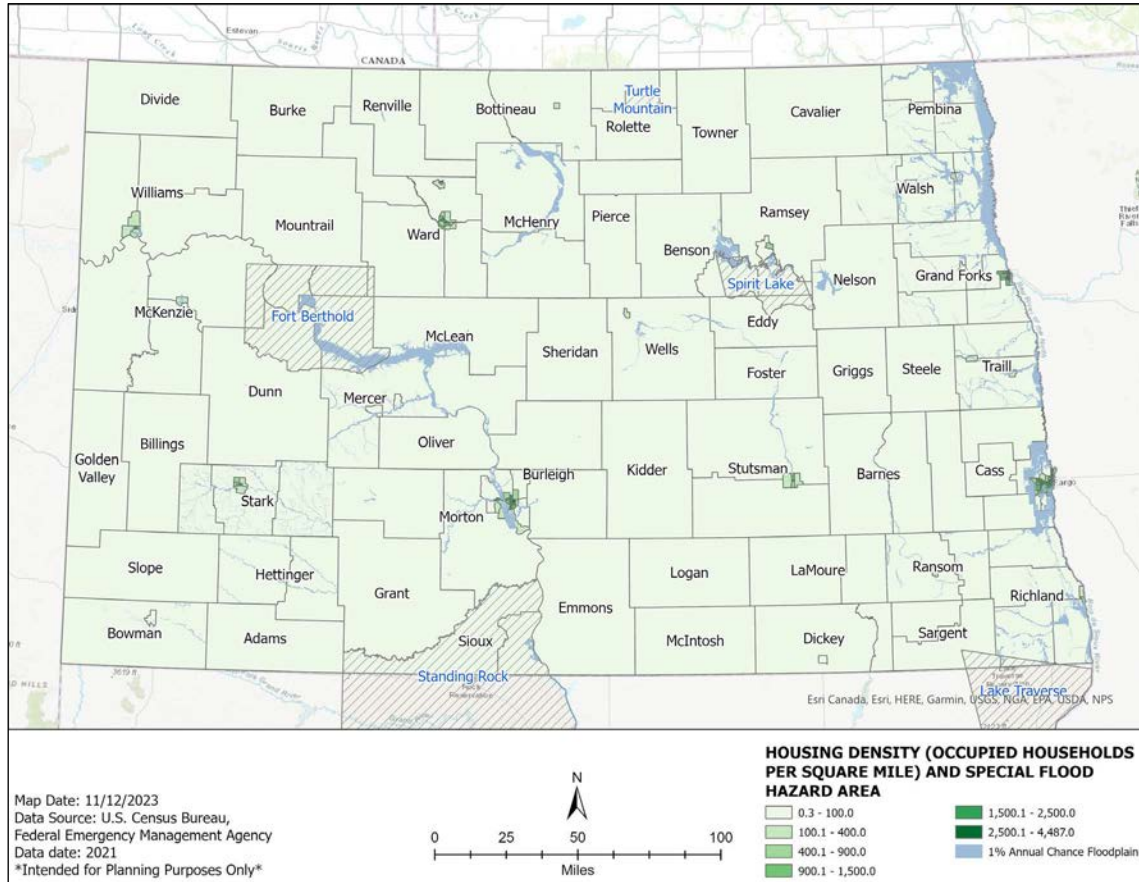 Estevan
CANADA
Divide
Burke
Renville
Bottineau
Turtle
Mountain
Rolette
Towner
Cavalier
Pembina
Williams
Mountrail
Ward
McHenry
Pierce
Benson
Ramsey
Walsh
Nelson
Grand Forks
McKenzie
Fort Berthold
McLean
Sheridan
Wells
Spirit Lake
Eddy
Foster
Griggs
Steele
Traill
Dunn
Mercer
Oliver
Golden
Valley
Billings
Stark
Morton
Burleigh
Kidder
Stutsman
Barnes
Cass
Slope
Hettinger
Grant
Emmons
Logan
LaMoure
Ransom
Richland
Bowman
Adams
Sioux
McIntosh
Dickey
Sargent
Standing Rock
Lake Traverse
Esri Canada, Esri, HERE, Garmin, USGS, NGA, EPA, USDA, NPS
Map Date: 11/12/2023
Data Source: U.S. Census Bureau,
Federal Emergency Management Agency
Data date: 2021
*Intended for Planning Purposes Only*
N
0 25 50 100
Miles
HOUSING DENSITY (OCCUPIED HOUSEHOLDS
PER SQUARE MILE) AND SPECIAL FLOOD
HAZARD AREA
0.3 - 100.0
100.1 - 400.0
400.1 - 900.0
900.1 - 1,500.0
1,500.1 - 2,500.0
2,500.1 - 4,487.0
1% Annual Chance Floodplain